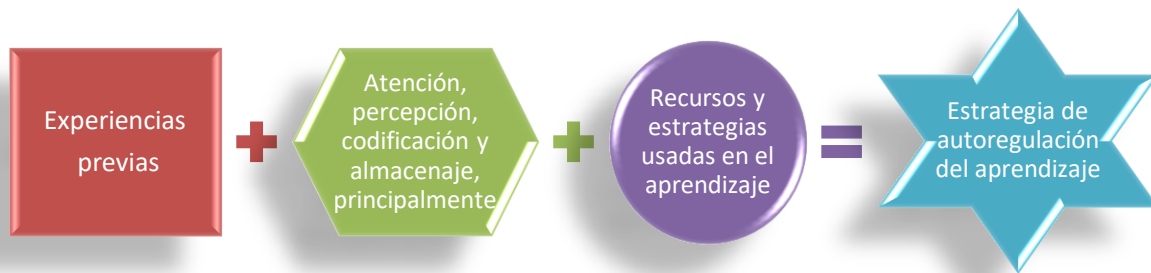 Experiencias
previas
+
Atención,
percepción,
codificación y
almacenaje,
principalmente
+
Recursos y
estrategias
usadas en el
aprendizaje
=
Estrategia de
autoregulación
del aprendizaje